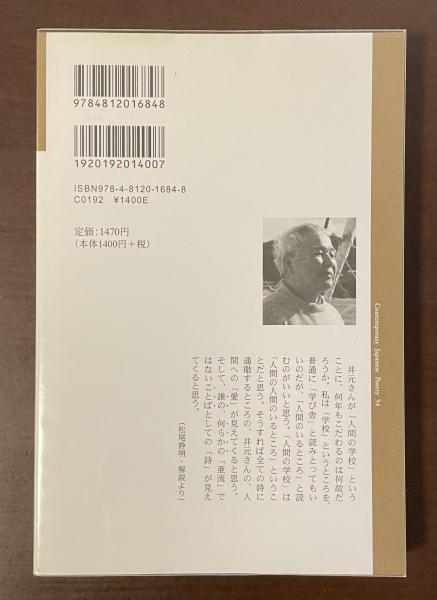 9784812016848
1920192014007
ISBN978-4-8120-1684-8
C0192 ¥1400E
定価:1470円
(本体1400円+税)
Contemporary Japanese Poetry 54
井元さんが「人間の学校」という
ことに、何年もこだわるのは何故だ
ろうか。私は「学校」というところを、
普通に「学び舎」と読みとってもい
いのだが、「人間のいるところ」と読
むのがいいと思う。「人間の学校」は
「人間の人間のいるところ」というこ
とだと思う。そうすれば全ての詩に
通徹するところの、井元さんの、人
間への「愛」が見えてくると思う。
そして、誰の、何らかの「亜流」で
はないことばとしての「詩」が見え
てくると思う。
(松尾静明・解説より)